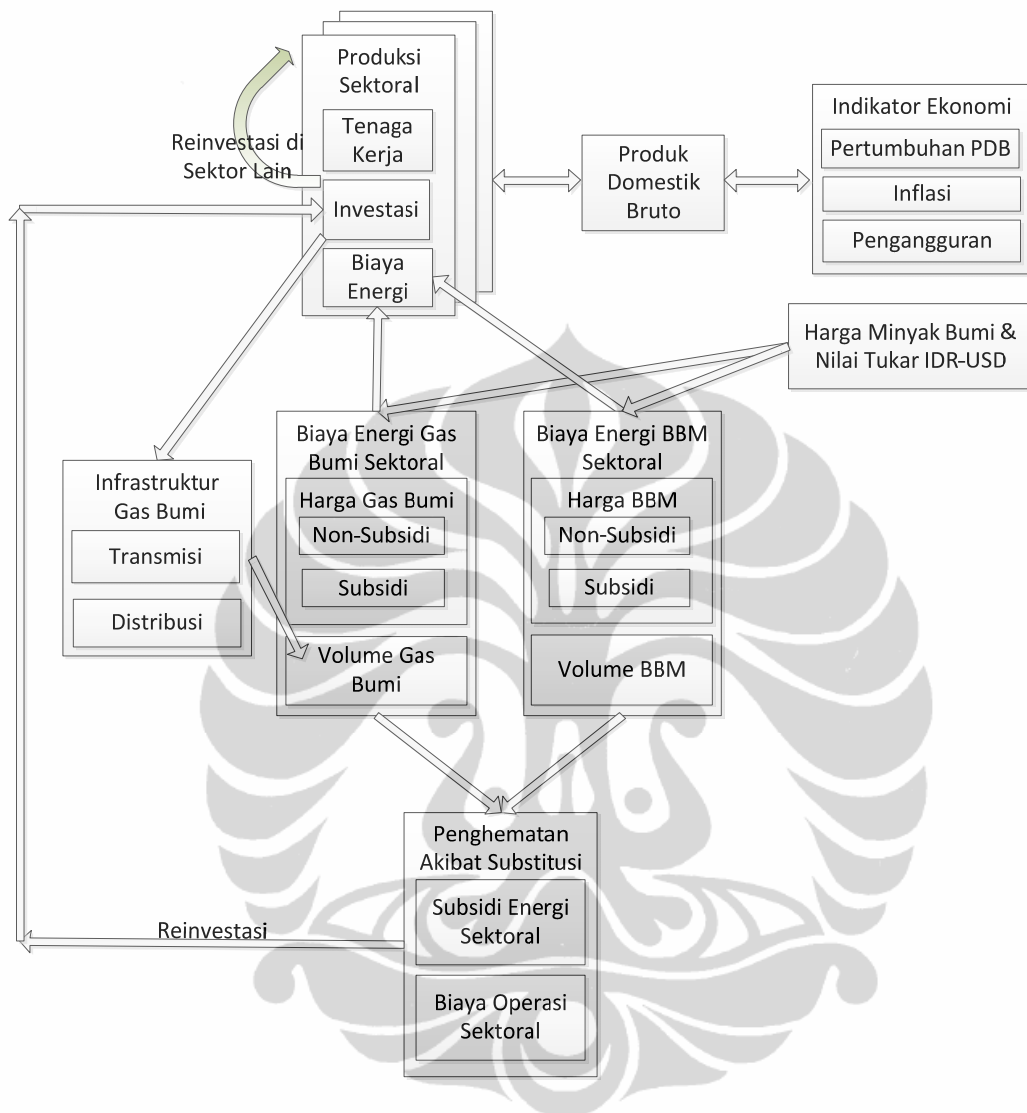 Produksi
Sektoral
Tenaga
Kerja
Reinvestasi di
Sektor Lain
Investasi
Biaya
Energi
Produk
Domestik
Bruto
Indikator Ekonomi
Pertumbuhan PDB
Inflasi
Pengangguran
Harga Minyak Bumi &
Nilai Tukar IDR-USD
Infrastruktur
Gas Bumi
Transmisi
Distribusi
Biaya Energi Gas
Bumi Sektoral
Harga Gas Bumi
Non-Subsidi
Subsidi
Volume Gas
Bumi
Biaya Energi BBM
Sektoral
Harga BBM
Non-Subsidi
Subsidi
Volume BBM
Penghematan
Akibat Substitusi
Subsidi Energi
Sektoral
Biaya Operasi
Sektoral
Reinvestasi